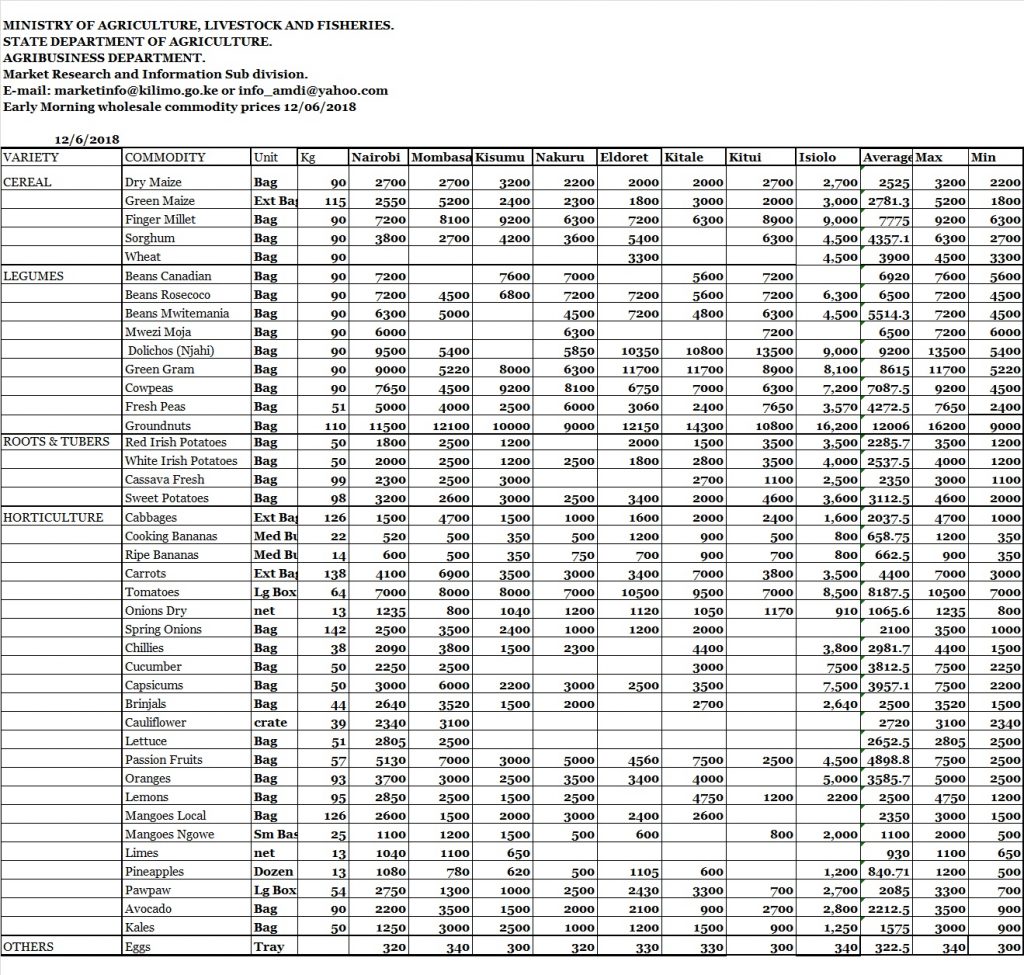 MINISTRY OF AGRICULTURE, LIVESTOCK AND FISHERIES.
STATE DEPARTMENT OF AGRICULTURE.
AGRIBUSINESS DEPARTMENT.
Market Research and Information Sub division.
E-mail: marketinfo@kilimo.go.ke or info_amdi@yahoo.com
Early Morning wholesale commodity prices 12/06/2018
12/6/2018
VARIETY COMMODITY Unit Kg Nairobi Mombasa Kisumu Nakuru Eldoret Kitale Kitui Isiolo Average Max Min
CEREAL Dry Maize Bag 90 2700 2700 3200 2200 2000 2000 2700 2,700 2525 3200 2200
Green Maize Ext Bag 115 2550 5200 2400 2300 1800 3000 2000 3,000 2781.3 5200 1800
Finger Millet Bag 90 7200 8100 9200 6300 7200 6300 8900 9,000 7775 9200 6300
Sorghum Bag 90 3800 2700 4200 3600 5400 6300 4,500 4357.1 6300 2700
Wheat Bag 90 3300 4,500 3900 4500 3300
LEGUMES Beans Canadian Bag 90 7200 7600 7000 5600 7200 6920 7600 5600
Beans Rosecoco Bag 90 7200 4500 6800 7200 7200 5600 7200 6,300 6500 7200 4500
Beans Mwitemania Bag 90 6300 5000 4500 7200 4800 6300 4,500 5514.3 7200 4500
Mwezi Moja Bag 90 6000 6300 7200 6500 7200 6000
Dolichos (Njahi) Bag 90 9500 5400 5850 10350 10800 13500 9,000 9200 13500 5400
Green Gram Bag 90 9000 5220 8000 6300 11700 11700 8900 8,100 8615 11700 5220
Cowpeas Bag 90 7650 4500 9200 8100 6750 7000 6300 7,200 7087.5 9200 4500
Fresh Peas Bag 51 5000 4000 2500 6000 3060 2400 7650 3,570 4272.5 7650 2400
Groundnuts Bag 110 11500 12100 10000 9000 12150 14300 10800 16,200 12006 16200 9000
ROOTS & TUBERS Red Irish Potatoes Bag 50 1800 2500 1200 2000 1500 3500 3,500 2285.7 3500 1200
White Irish Potatoes Bag 50 2000 2500 1200 2500 1800 2800 3500 4,000 2537.5 4000 1200
Cassava Fresh Bag 99 2300 2500 3000 2700 1100 2,500 2350 3000 1100
Sweet Potatoes Bag 98 3200 2600 3000 2500 3400 2000 4600 3,600 3112.5 4600 2000
HORTICULTURE Cabbages Ext Bag 126 1500 4700 1500 1000 1600 2000 2400 1,600 2037.5 4700 1000
Cooking Bananas Med Bu 22 520 500 350 500 1200 900 500 800 658.75 1200 350
Ripe Bananas Med Bu 14 600 500 350 750 700 900 700 800 662.5 900 350
Carrots Ext Bag 138 4100 6900 3500 3000 3400 7000 3800 3,500 4400 7000 3000
Tomatoes Lg Box 64 7000 8000 8000 7000 10500 9500 7000 8,500 8187.5 10500 7000
Onions Dry net 13 1235 800 1040 1200 1120 1050 1170 910 1065.6 1235 800
Spring Onions Bag 142 2500 3500 2400 1000 1200 2000 2100 3500 1000
Chillies Bag 38 2090 3800 1500 2300 4400 3,800 2981.7 4400 1500
Cucumber Bag 50 2250 2500 3000 7500 3812.5 7500 2250
Capsicums Bag 50 3000 6000 2200 3000 2500 3500 7,500 3957.1 7500 2200
Brinjals Bag 44 2640 3520 1500 2000 2700 2,640 2500 3520 1500
Cauliflower crate 39 2340 3100 2720 3100 2340
Lettuce Bag 51 2805 2500 2652.5 2805 2500
Passion Fruits Bag 57 5130 7000 3000 5000 4560 7500 2500 4,500 4898.8 7500 2500
Oranges Bag 93 3700 3000 2500 3500 3400 4000 5,000 3585.7 5000 2500
Lemons Bag 95 2850 2500 1500 2500 4750 1200 2200 2500 4750 1200
Mangoes Local Bag 126 2600 1500 2000 3000 2400 2600 2350 3000 1500
Mangoes Ngowe Sm Bas 25 1100 1200 1500 500 600 800 2,000 1100 2000 500
Limes net 13 1040 1100 650 930 1100 650
Pineapples Dozen 13 1080 780 620 500 1105 600 1,200 840.71 1200 500
Pawpaw Lg Box 54 2750 1300 1000 2500 2430 3300 700 2,700 2085 3300 700
Avocado Bag 90 2200 3500 1500 2000 2100 900 2700 2,800 2212.5 3500 900
Kales Bag 50 1250 3000 2500 1000 1200 1500 900 1,250 1575 3000 900
OTHERS Eggs Tray 320 340 300 320 330 330 300 340 322.5 340 300